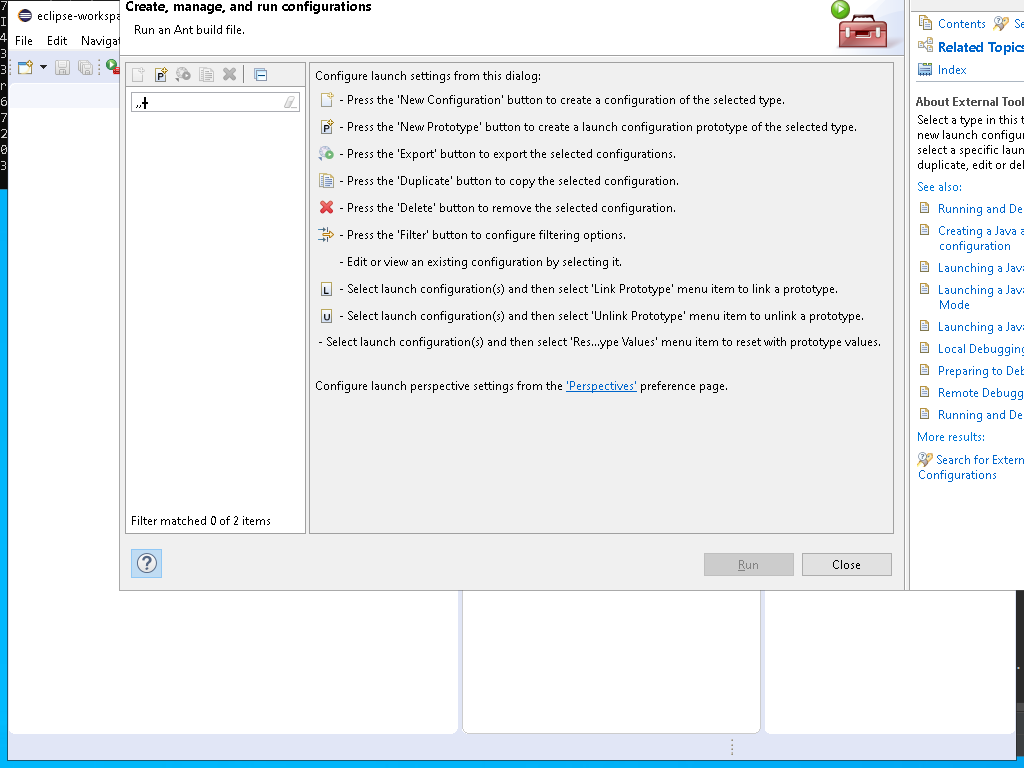 eclipse-workspa
File Edit Navigat
Create, manage, and run configurations
Run an Ant build file.
,,
Filter matched 0 of 2 items
Configure launch settings from this dialog:
- Press the 'New Configuration' button to create a configuration of the selected type.
- Press the 'New Prototype' button to create a launch configuration prototype of the selected type.
- Press the 'Export' button to export the selected configurations.
- Press the 'Duplicate' button to copy the selected configuration.
- Press the 'Delete' button to remove the selected configuration.
- Press the 'Filter' button to configure filtering options.
- Edit or view an existing configuration by selecting it.
L - Select launch configuration(s) and then select 'Link Prototype' menu item to link a prototype.
U - Select launch configuration(s) and then select 'Unlink Prototype' menu item to unlink a prototype.
- Select launch configuration(s) and then select 'Res...ype Values' menu item to reset with prototype values.
Configure launch perspective settings from the 'Perspectives' preference page.
Run
Close
Contents Se
Related Topics
Index
About External Tool
Select a type in this t
new launch configur
select a specific laun
duplicate, edit or del
See also:
Running and De
Creating a Java a
configuration
Launching a Java
Launching a Java
Mode
Launching a Java
Local Debugging
Preparing to Deb
Remote Debugg
Running and De
More results:
Search for Extern
Configurations